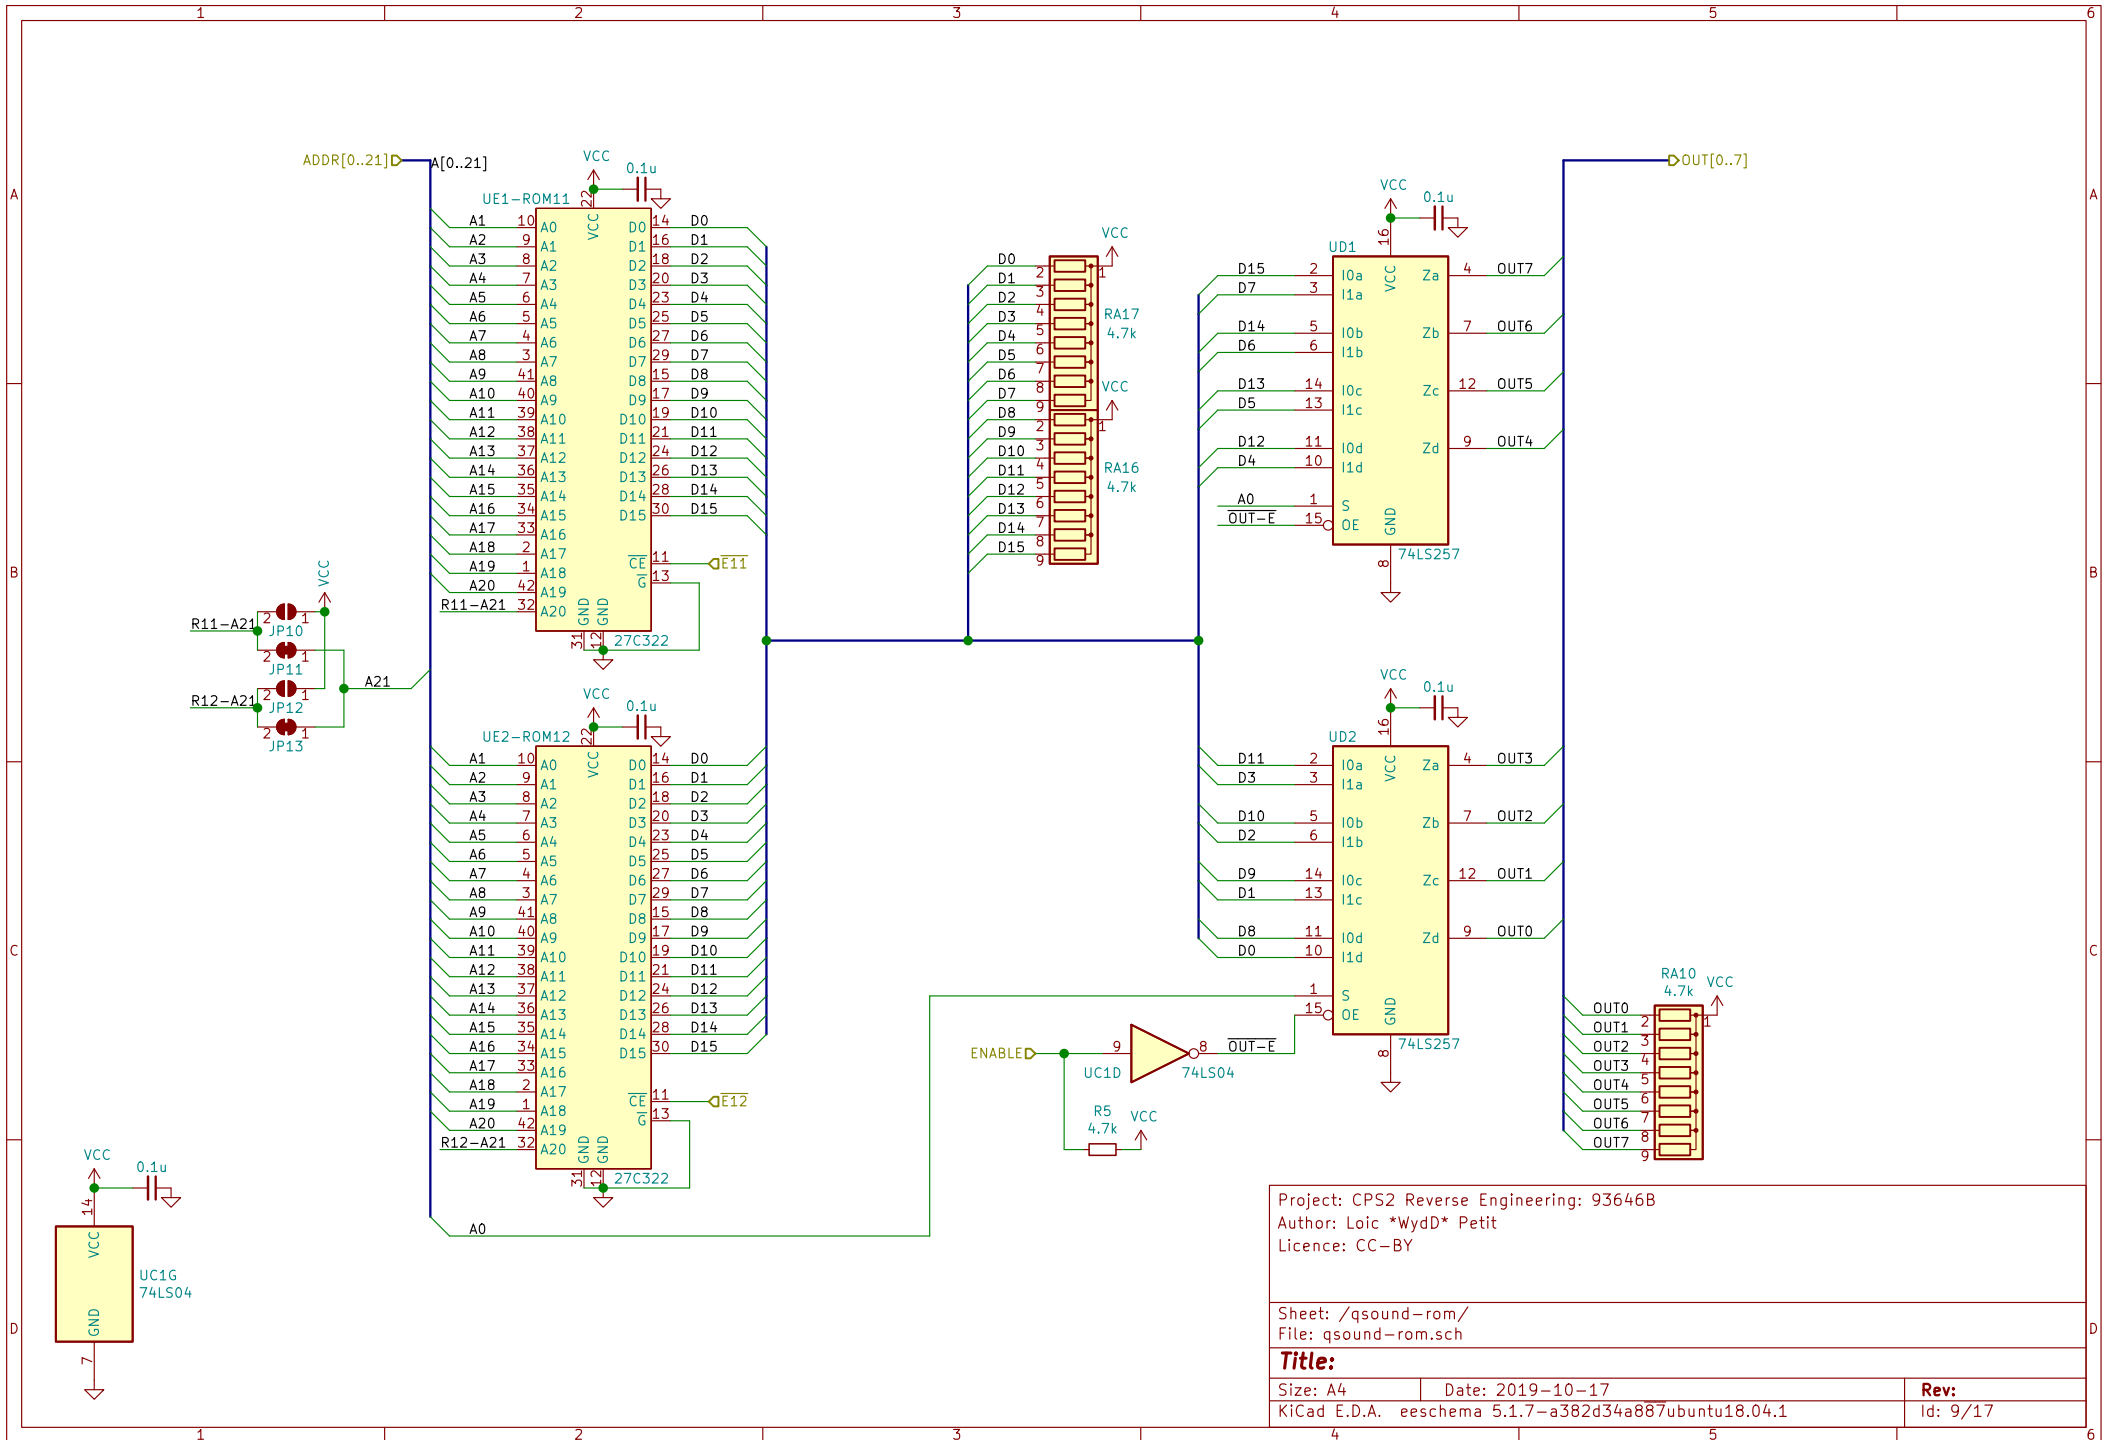 1 2 3 4 5 6
A
B
C
D
ADDR[0..21]
A[0..21]
VCC
0.1u
UE1-ROM11
22
VCC
A1 10 A0 D0 14 D0
A2 9 A1 D1 16 D1
A3 8 A2 D2 18 D2
A4 7 A3 D3 20 D3
A5 6 A4 D4 23 D4
A6 5 A5 D5 25 D5
A7 4 A6 D6 27 D6
A8 3 A7 D7 29 D7
A9 41 A8 D8 15 D8
A10 40 A9 D9 17 D9
A11 39 A10 D10 19 D10
A12 38 A11 D11 21 D11
A13 37 A12 D12 24 D12
A14 36 A13 D13 26 D13
A15 35 A14 D14 28 D14
A16 34 A15 D15 30 D15
A17 33 A16
A18 2 A17
A19 1 A18 CE 11 E11
A20 42 A19 G 13
R11-A21 32 A20
GND GND
31 12 27C322
VCC
R11-A21 2 1
JP10
2 1
JP11
A21
R12-A21 2 1
JP12
2 1
JP13
VCC
0.1u
UE2-ROM12
22
VCC
A1 10 A0 D0 14 D0
A2 9 A1 D1 16 D1
A3 8 A2 D2 18 D2
A4 7 A3 D3 20 D3
A5 6 A4 D4 23 D4
A6 5 A5 D5 25 D5
A7 4 A6 D6 27 D6
A8 3 A7 D7 29 D7
A9 41 A8 D8 15 D8
A10 40 A9 D9 17 D9
A11 39 A10 D10 19 D10
A12 38 A11 D11 21 D11
A13 37 A12 D12 24 D12
A14 36 A13 D13 26 D13
A15 35 A14 D14 28 D14
A16 34 A15 D15 30 D15
A17 33 A16
A18 2 A17
A19 1 A18 CE 11 E12
A20 42 A19 G 13
R12-A21 32 A20
GND GND
31 12 27C322
A0
VCC
0.1u
14
VCC
UC1G
74LS04
GND
7
VCC
D0 2 1
D1 3
D2 4
D3 5
D4 6
D5 7
D6 8
D7 9
RA17
4.7k
VCC
D8 2 1
D9 3
D10 4
D11 5
D12 6
D13 7
D14 8
D15 9
RA16
4.7k
VCC
0.1u
UD1
16
VCC
D15 2 I0a Za 4 OUT7
D7 3 I1a
D14 5 I0b Zb 7 OUT6
D6 6 I1b
D13 14 I0c Zc 12 OUT5
D5 13 I1c
D12 11 I0d Zd 9 OUT4
D4 10 I1d
A0 1 S
OUT-E 15 OE
GND
8
74LS257
OUT[0..7]
VCC
0.1u
UD2
16
VCC
D11 2 I0a Za 4 OUT3
D3 3 I1a
D10 5 I0b Zb 7 OUT2
D2 6 I1b
D9 14 I0c Zc 12 OUT1
D1 13 I1c
D8 11 I0d Zd 9 OUT0
D0 10 I1d
1 S
15 OE
GND
8
74LS257
ENABLE 9 8 OUT-E
UC1D 74LS04
R5
4.7k
VCC
RA10
4.7k
VCC
OUT0 2 1
OUT1 3
OUT2 4
OUT3 5
OUT4 6
OUT5 7
OUT6 8
OUT7 9
Project: CPS2 Reverse Engineering: 93646B
Author: Loic *WydD* Petit
Licence: CC-BY
Sheet: /qsound-rom/
File: qsound-rom.sch
Title:
Size: A4 Date: 2019-10-17 Rev:
KiCad E.D.A. eeschema 5.1.7-a382d34a887ubuntu18.04.1 Id: 9/17
A
B
C
D
1 2 3 4 5 6